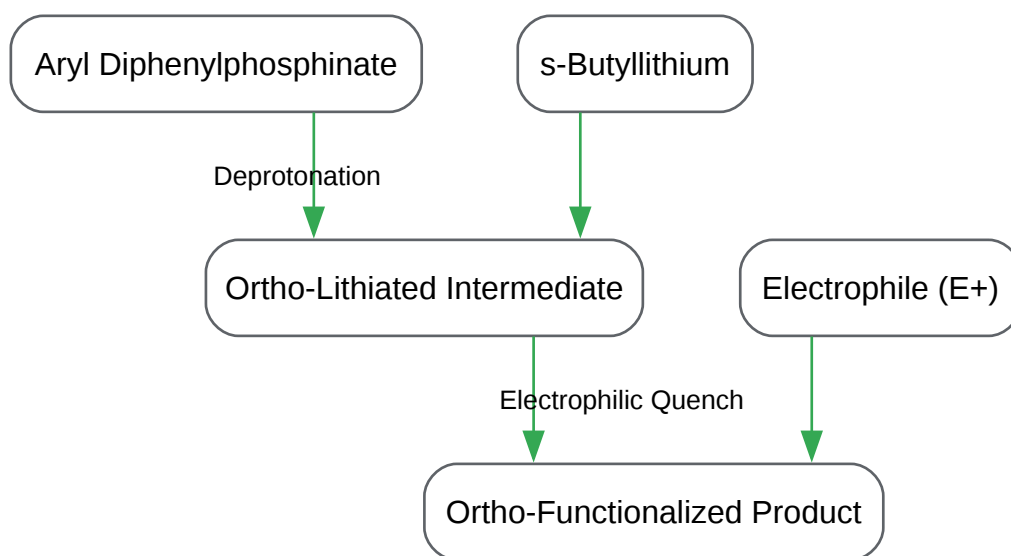 Aryl Diphenylphosphinate
s-Butyllithium
Deprotonation
Ortho-Lithiated Intermediate
Electrophile (E+)
Electrophilic Quench
Ortho-Functionalized Product